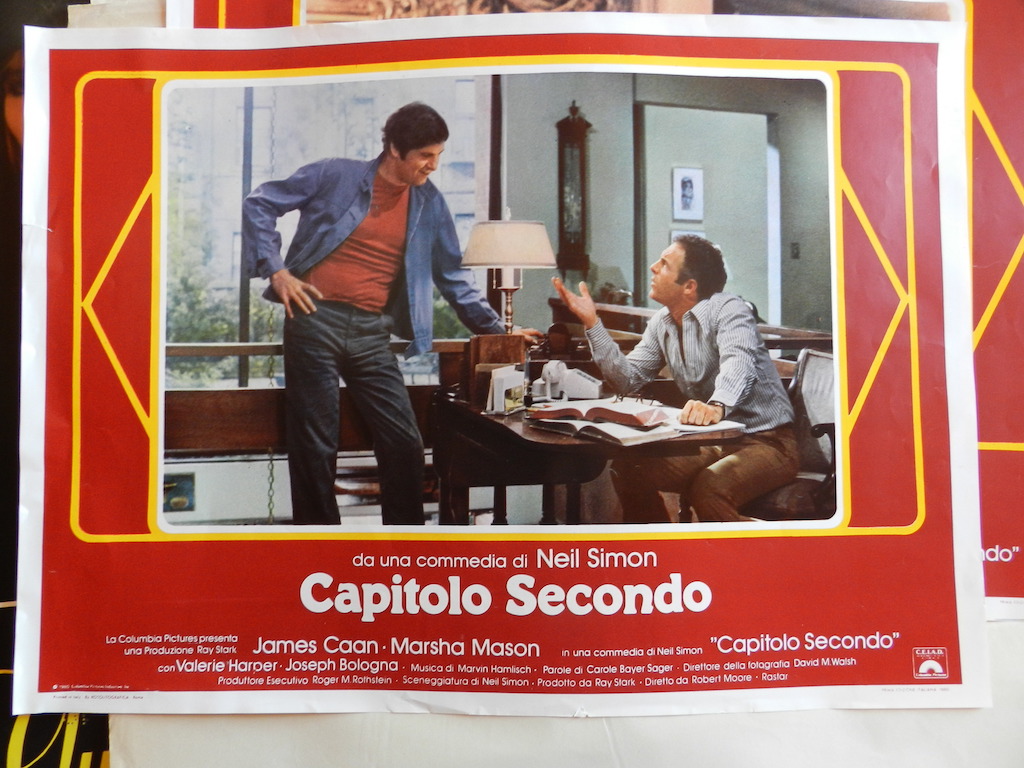 da una commedia di Neil Simon
Capitolo Secondo
La Columbia Pictures presenta
una Produzione Ray Stark
James Caan · Marsha Mason
in una commedia di Neil Simon
"Capitolo Secondo"
con Valerie Harper · Joseph Bologna · Musica di Marvin Hamlisch · Parole di Carole Bayer Sager · Direttore della fotografia David M. Walsh
Produttore Esecutivo Roger M. Rothstein · Sceneggiatura di Neil Simon · Prodotto da Ray Stark · Diretto da Robert Moore · Rastar
C.E.I.A.D.
Columbia Pictures
ndo"